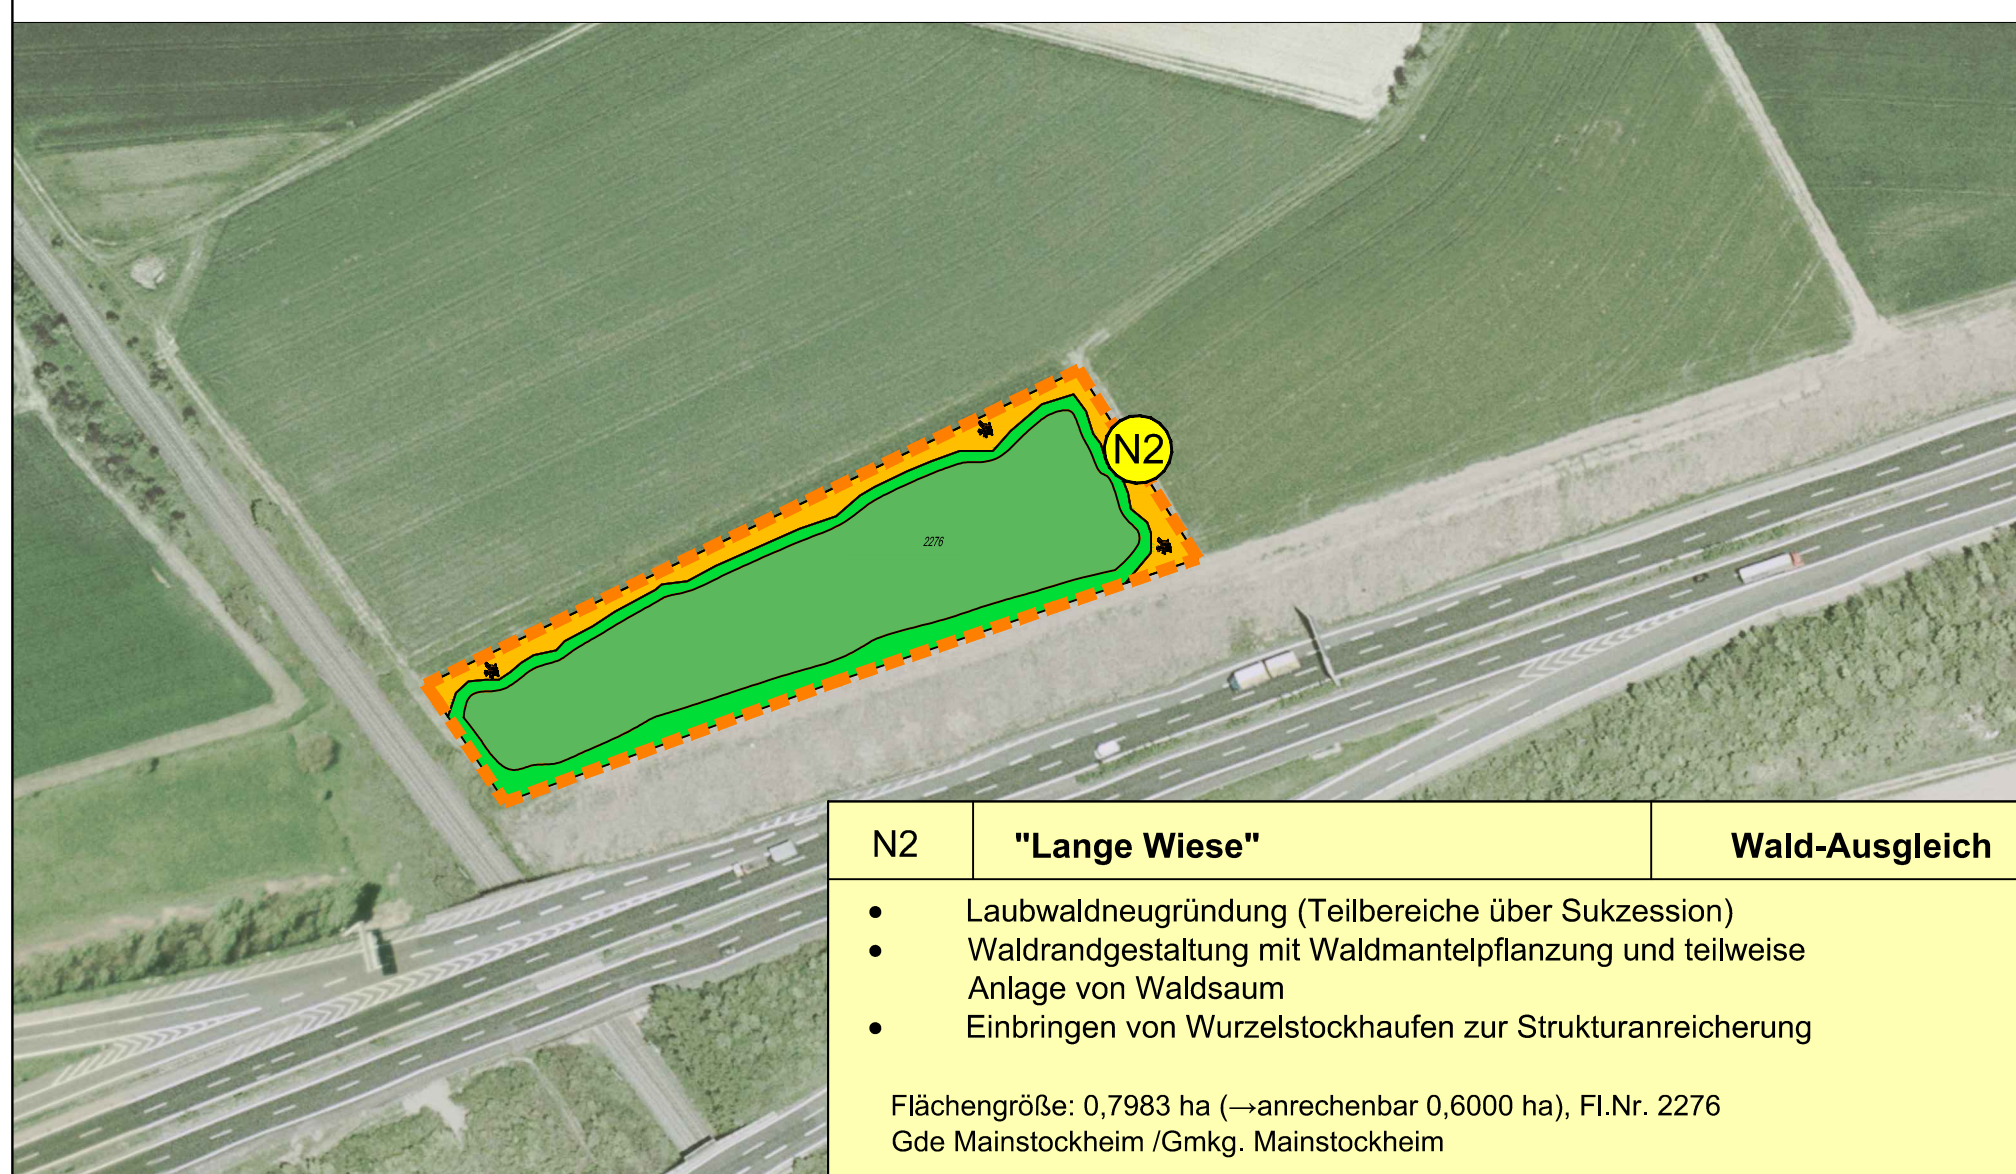 N2
2276
N2 "Lange Wiese" Wald-Ausgleich
• Laubwaldneugründung (Teilbereiche über Sukzession)
• Waldrandgestaltung mit Waldmantelpflanzung und teilweise
Anlage von Waldsaum
• Einbringen von Wurzelstockhaufen zur Strukturanreicherung
Flächengröße: 0,7983 ha (→anrechenbar 0,6000 ha), Fl.Nr. 2276
Gde Mainstockheim /Gmkg. Mainstockheim